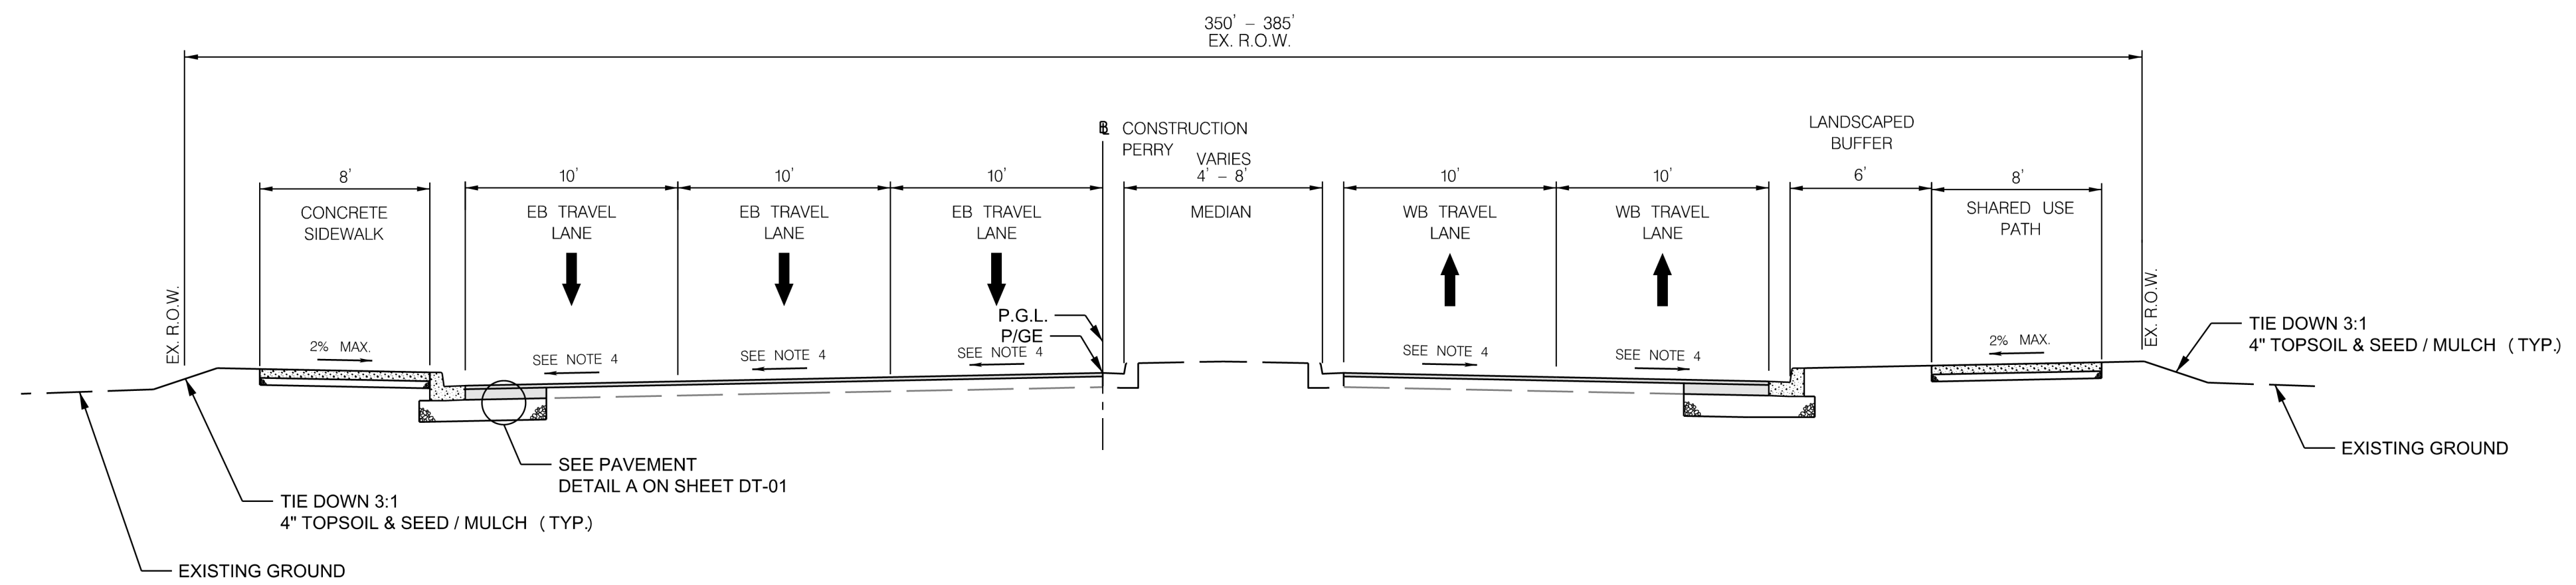 350' – 385'
EX. R.O.W.
CONSTRUCTION
PERRY
LANDSCAPED
BUFFER
8'
10'
10'
10'
VARIES
4' – 8'
10'
10'
6'
8'
CONCRETE
SIDEWALK
EB TRAVEL
LANE
EB TRAVEL
LANE
EB TRAVEL
LANE
MEDIAN
WB TRAVEL
LANE
WB TRAVEL
LANE
SHARED USE
PATH
EX. R.O.W.
P.G.L.
P/GE
EX. R.O.W.
2% MAX.
SEE NOTE 4
SEE NOTE 4
SEE NOTE 4
SEE NOTE 4
SEE NOTE 4
2% MAX.
TIE DOWN 3:1
4" TOPSOIL & SEED / MULCH ( TYP.)
EXISTING GROUND
SEE PAVEMENT
DETAIL A ON SHEET DT-01
TIE DOWN 3:1
4" TOPSOIL & SEED / MULCH ( TYP.)
EXISTING GROUND